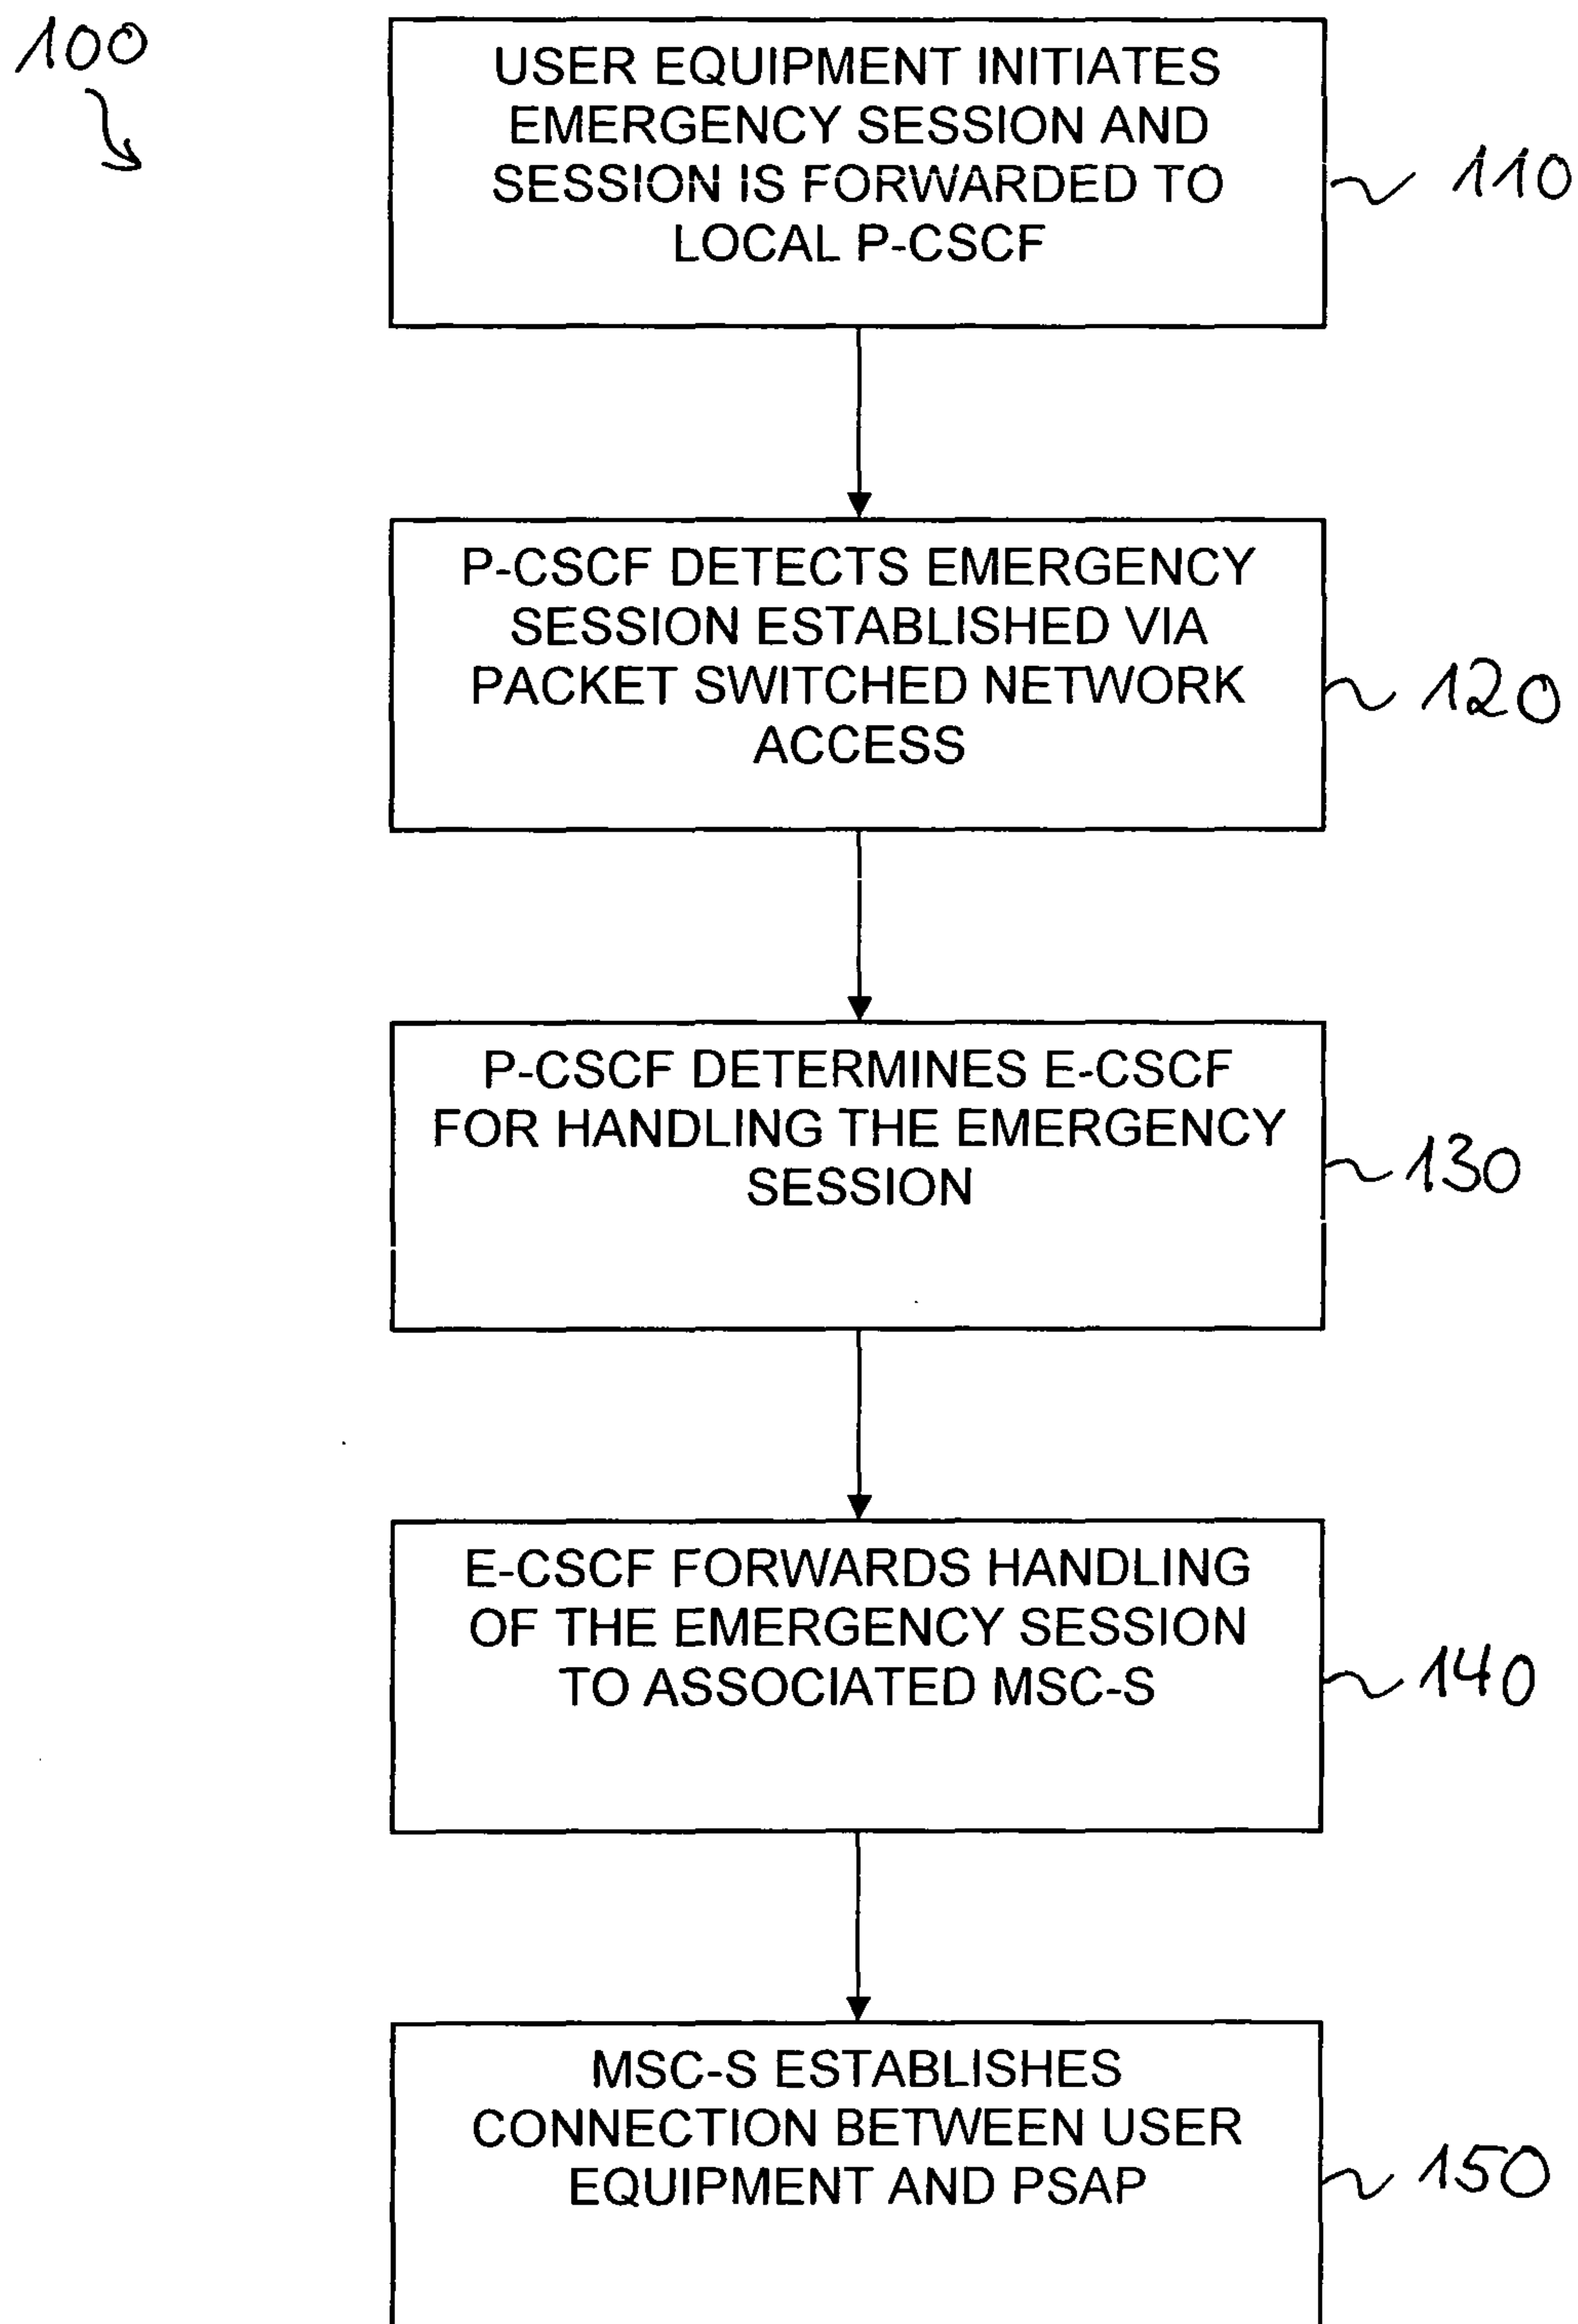 100
USER EQUIPMENT INITIATES
EMERGENCY SESSION AND
SESSION IS FORWARDED TO
LOCAL P-CSCF
110
P-CSCF DETECTS EMERGENCY
SESSION ESTABLISHED VIA
PACKET SWITCHED NETWORK
ACCESS
120
P-CSCF DETERMINES E-CSCF
FOR HANDLING THE EMERGENCY
SESSION
130
E-CSCF FORWARDS HANDLING
OF THE EMERGENCY SESSION
TO ASSOCIATED MSC-S
140
MSC-S ESTABLISHES
CONNECTION BETWEEN USER
EQUIPMENT AND PSAP
150